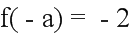 f( - a) =  - 2